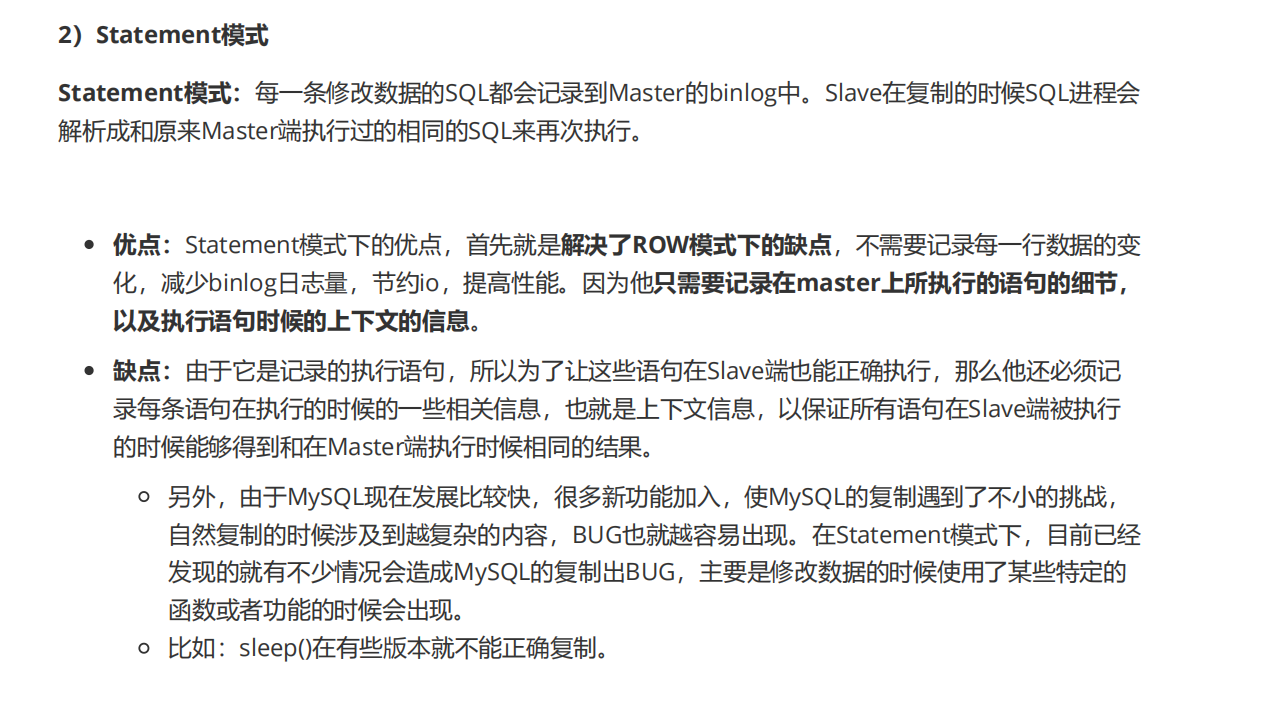 2）Statement模式
Statement模式：每一条修改数据的SQL都会记录到Master的binlog中。Slave在复制的时候SQL进程会
解析成和原来Master端执行过的相同的SQL来再次执行。
优点：Statement模式下的优点，首先就是解决了ROW模式下的缺点，不需要记录每一行数据的变
化，减少binlog日志量，节约io，提高性能。因为他只需要记录在master上所执行的语句的细节，
以及执行语句时候的上下文的信息。
缺点：由于它是记录的执行语句，所以为了让这些语句在Slave端也能正确执行，那么他还必须记
录每条语句在执行的时候的一些相关信息，也就是上下文信息，以保证所有语句在Slave端被执行
的时候能够得到和在Master端执行时候相同的结果。
另外，由于MySQL现在发展比较快，很多新功能加入，使MySQL的复制遇到了不小的挑战，
自然复制的时候涉及到越复杂的内容，BUG也就越容易出现。在Statement模式下，目前已经
发现的就有不少情况会造成MySQL的复制出BUG，主要是修改数据的时候使用了某些特定的
函数或者功能的时候会出现。
比如：sleep()在有些版本就不能正确复制。